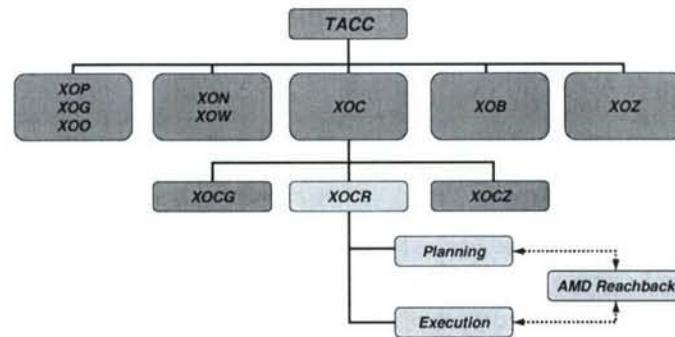 TACC
XOP
XOG
XOO
XON
XOW
XOC
XOB
XOZ
XOCG
XOCR
XOCZ
Planning
AMD Reachback
Execution